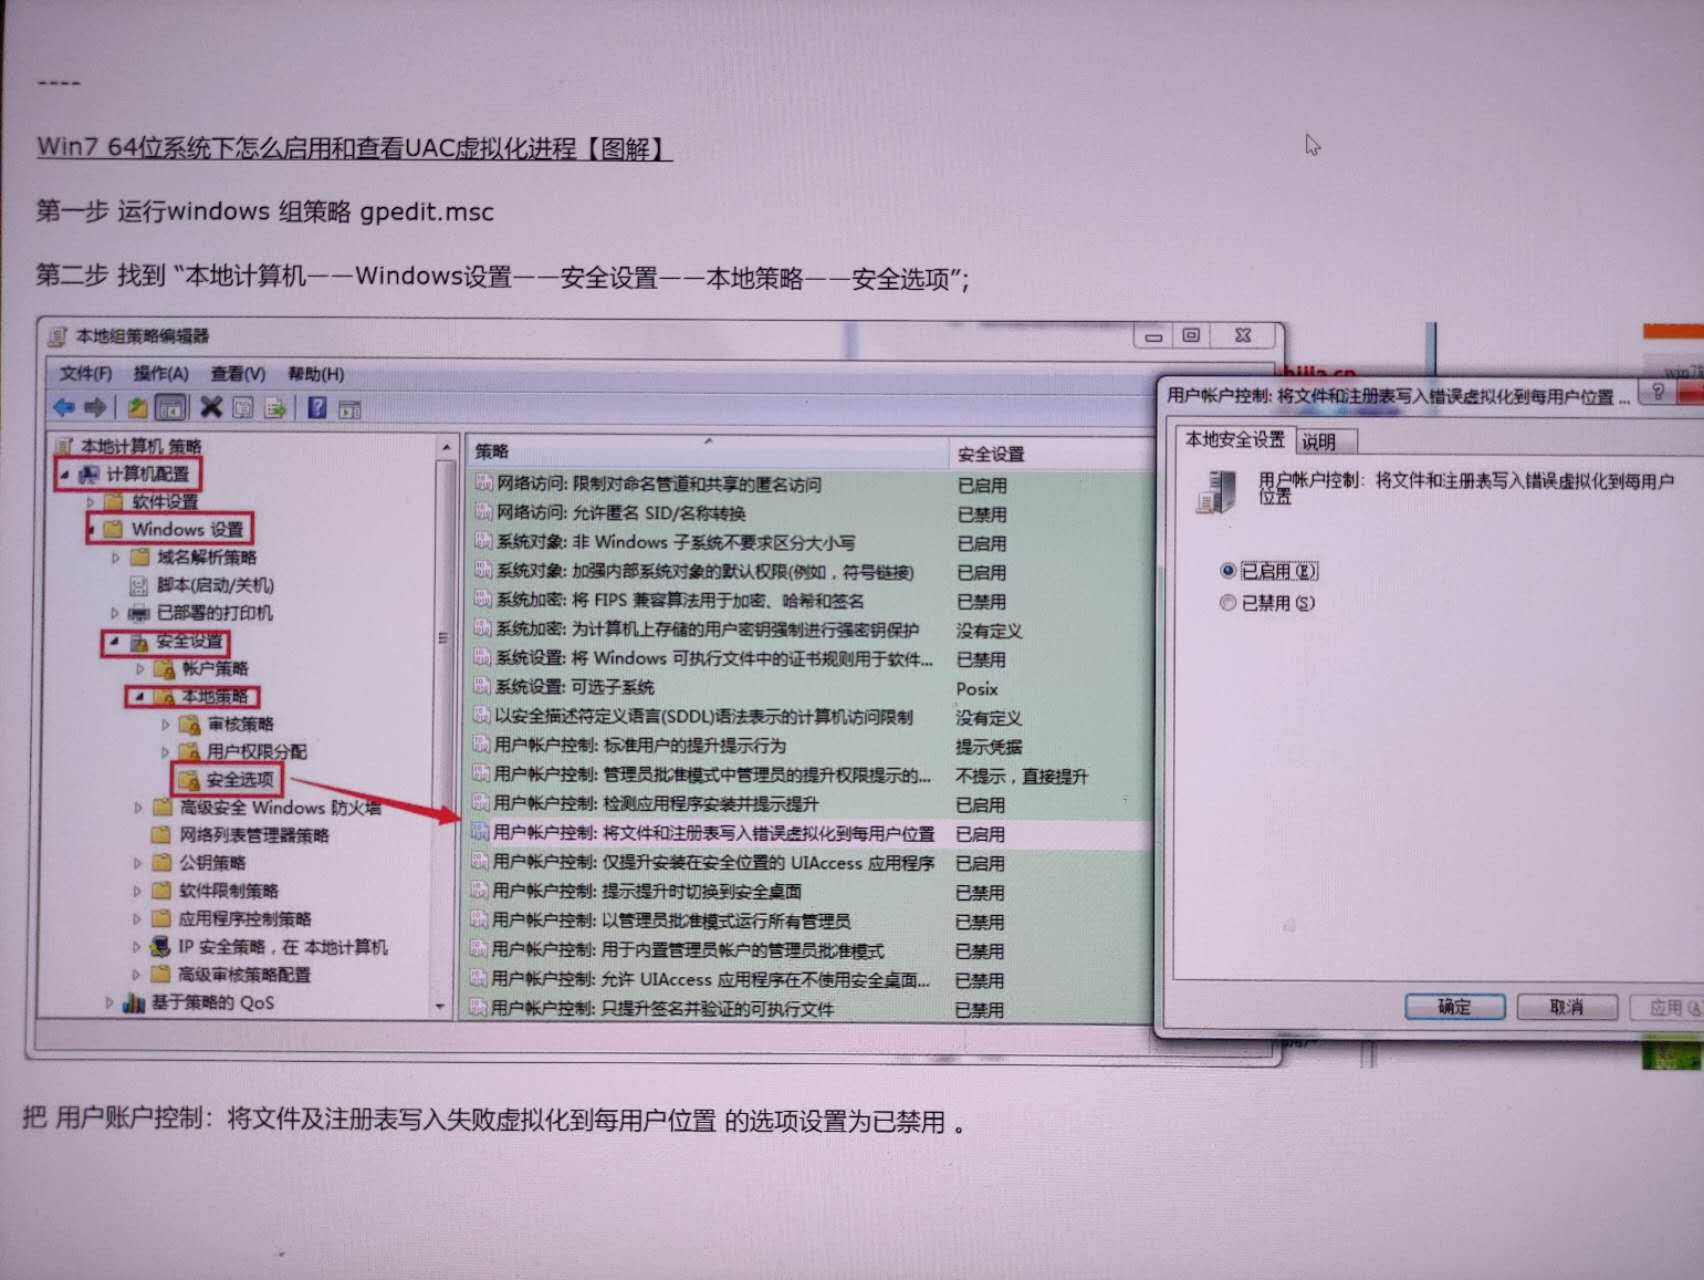 ----
Win7 64位系统下怎么启用和查看UAC虚拟化进程【图解】
第一步 运行windows 组策略 gpedit.msc
第二步 找到 “本地计算机——Windows设置——安全设置——本地策略——安全选项”;
本地组策略编辑器
文件(F) 操作(A) 查看(V) 帮助(H)
本地计算机 策略
计算机配置
软件设置
Windows 设置
域名解析策略
脚本(启动/关机)
已部署的打印机
安全设置
帐户策略
本地策略
审核策略
用户权限分配
安全选项
高级安全 Windows 防火墙
网络列表管理器策略
公钥策略
软件限制策略
应用程序控制策略
IP 安全策略，在 本地计算机
高级审核策略配置
基于策略的 QoS
策略 安全设置
网络访问: 限制对命名管道和共享的匿名访问 已启用
网络访问: 允许匿名 SID/名称转换 已禁用
系统对象: 非 Windows 子系统不要求区分大小写 已启用
系统对象: 加强内部系统对象的默认权限(例如，符号链接) 已启用
系统加密: 将 FIPS 兼容算法用于加密、哈希和签名 已禁用
系统加密: 为计算机上存储的用户密钥强制进行强密钥保护 没有定义
系统设置: 将 Windows 可执行文件中的证书规则用于软件... 已禁用
系统设置: 可选子系统 Posix
以安全描述符定义语言(SDDL)语法表示的计算机访问限制 没有定义
用户帐户控制: 标准用户的提升提示行为 提示凭据
用户帐户控制: 管理员批准模式中管理员的提升权限提示的... 不提示，直接提升
用户帐户控制: 检测应用程序安装并提示提升 已启用
用户帐户控制: 将文件和注册表写入错误虚拟化到每用户位置 已启用
用户帐户控制: 仅提升安装在安全位置的 UIAccess 应用程序 已启用
用户帐户控制: 提示提升时切换到安全桌面 已禁用
用户帐户控制: 以管理员批准模式运行所有管理员 已禁用
用户帐户控制: 用于内置管理员帐户的管理员批准模式 已禁用
用户帐户控制: 允许 UIAccess 应用程序在不使用安全桌面... 已禁用
用户帐户控制: 只提升签名并验证的可执行文件 已禁用
用户帐户控制: 将文件和注册表写入错误虚拟化到每用户位置 ...
本地安全设置 说明
用户帐户控制: 将文件和注册表写入错误虚拟化到每用户
位置
已启用(E)
已禁用(S)
确定 取消 应用(A
把 用户账户控制：将文件及注册表写入失败虚拟化到每用户位置 的选项设置为已禁用 。